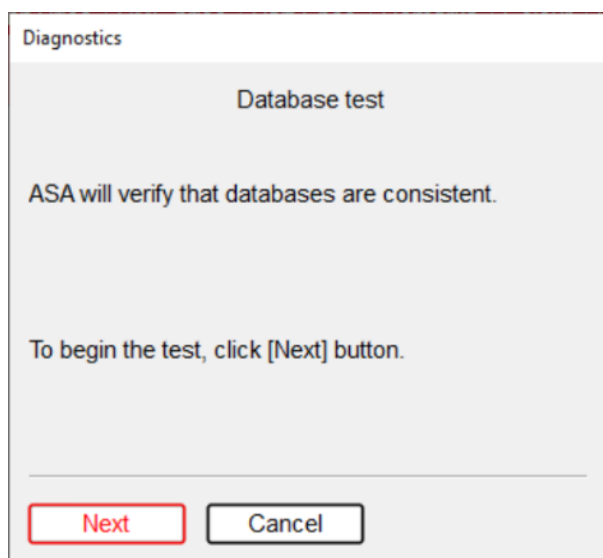 Diagnostics
Database test
ASA will verify that databases are consistent.
To begin the test, click [Next] button.
Next
Cancel